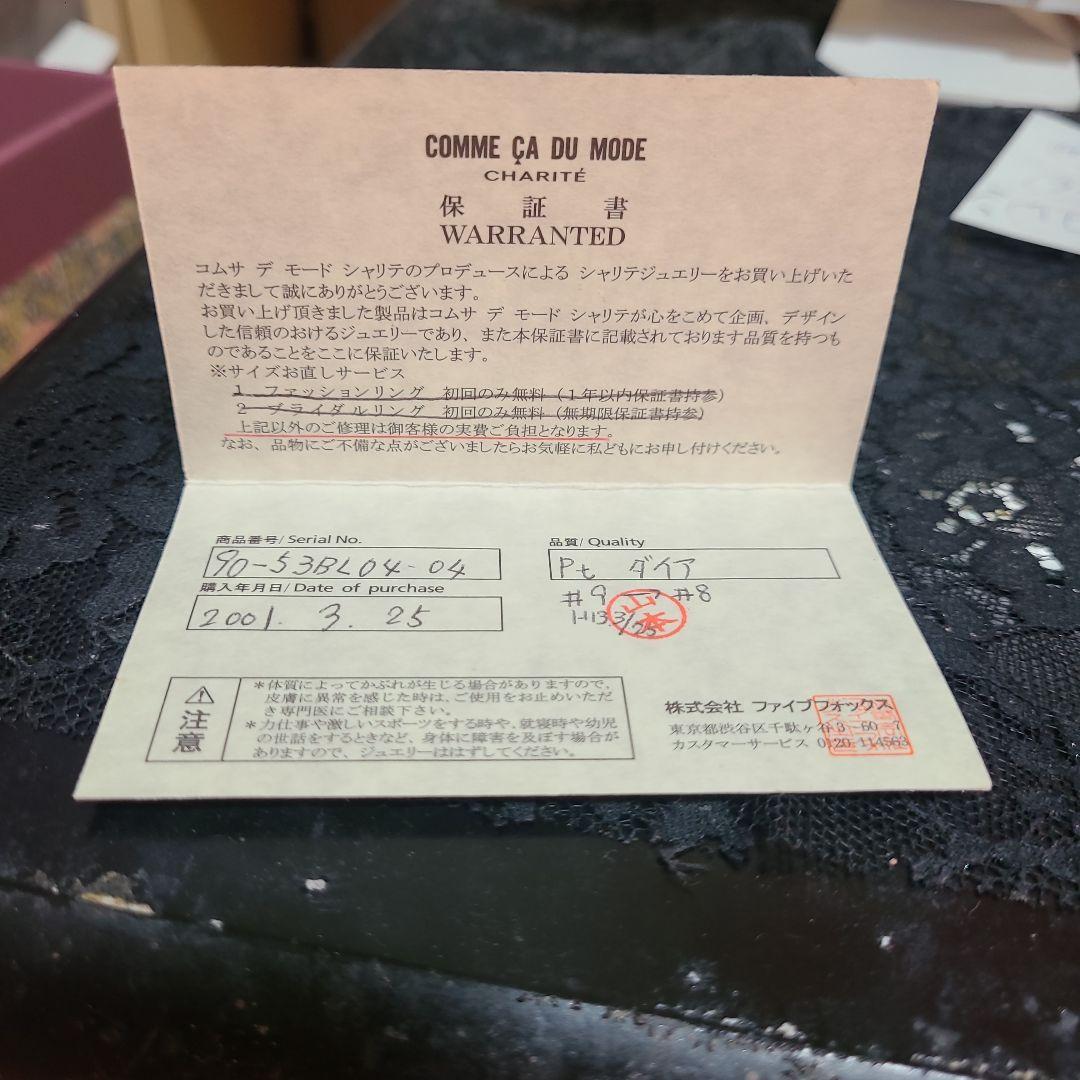 COMME ÇA DU MODE
CHARITÉ
保証書
WARRANTED
コムサ デ モード シャリテのプロデュースによる シャリテジュエリーをお買い上げいた
だきまして誠にありがとうございます。
お買い上げ頂きました製品はコムサ デ モード シャリテが心をこめて企画、デザイン
した信頼のおけるジュエリーであり、また本保証書に記載されております品質を持つも
のであることをここに保証いたします。
※サイズお直しサービス
1 ファッションリング 初回のみ無料(1年以内保証書持参)
2 ブライダルリング 初回のみ無料(無期限保証書持参)
上記以外のご修理は御客様の実費ご負担となります。
なお、品物にご不備な点がございましたらお気軽に私どもにお申し付けください。
商品番号/Serial No.
90-53BL04-04
購入年月日/Date of purchase
2001. 3. 25
品質/Quality
Pt ダイア
#9 → #8
3/25
注意
*体質によってかぶれが生じる場合がありますので、
皮膚に異常を感じた時は、ご使用をお止めいただ
き専門医にご相談下さい。
*力仕事や激しいスポーツをする時や、就寝時や幼児
の世話をするときなど、身体に障害を及ぼす場合が
ありますので、ジュエリーははずしてください。
株式会社 ファイブフォックス
東京都渋谷区千駄ヶ谷3-60-7
カスタマーサービス 0120-114563